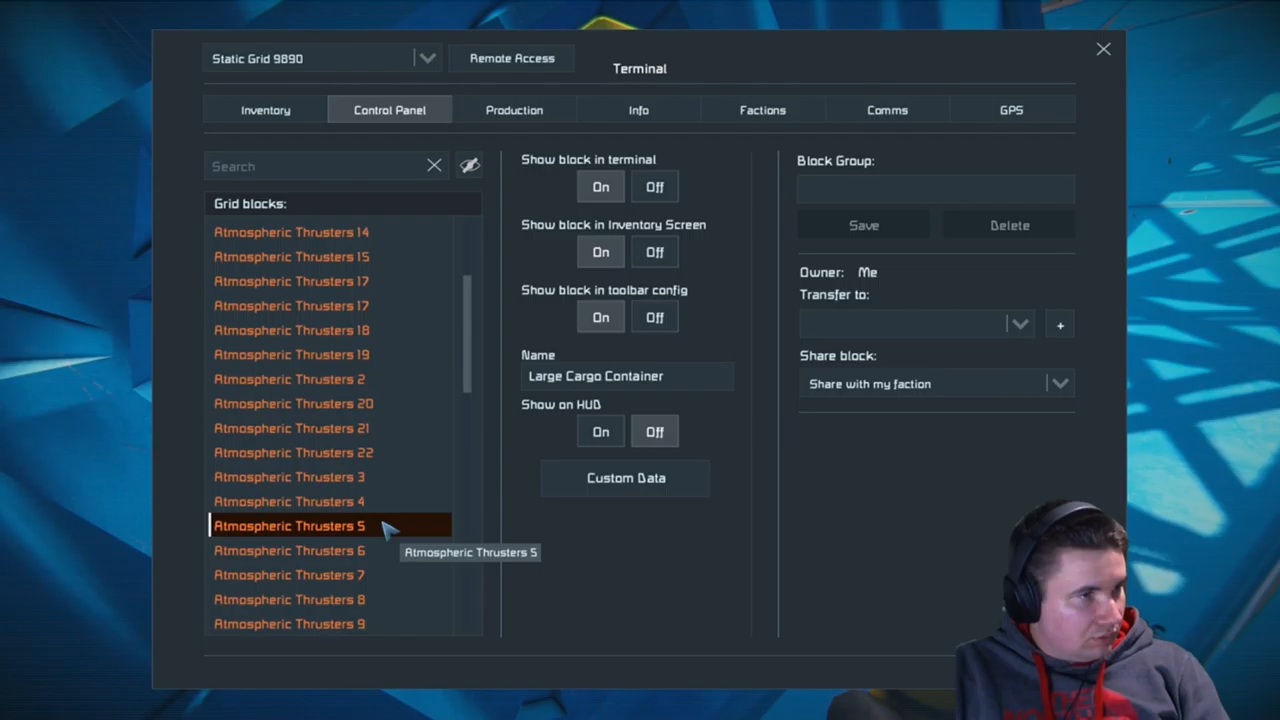 Static Grid 9890
Remote Access
Terminal
Inventory
Control Panel
Production
Info
Factions
Comms
GPS
Search
Grid blocks:
Atmospheric Thrusters 14
Atmospheric Thrusters 15
Atmospheric Thrusters 17
Atmospheric Thrusters 17
Atmospheric Thrusters 18
Atmospheric Thrusters 19
Atmospheric Thrusters 2
Atmospheric Thrusters 20
Atmospheric Thrusters 21
Atmospheric Thrusters 22
Atmospheric Thrusters 3
Atmospheric Thrusters 4
Atmospheric Thrusters 5
Atmospheric Thrusters 5
Atmospheric Thrusters 6
Atmospheric Thrusters 7
Atmospheric Thrusters 8
Atmospheric Thrusters 9
Show block in terminal
On Off
Show block in Inventory Screen
On Off
Show block in toolbar config
On Off
Name
Large Cargo Container
Show on HUD
On Off
Custom Data
Block Group:
Save
Delete
Owner: Me
Transfer to:
+
Share block:
Share with my faction